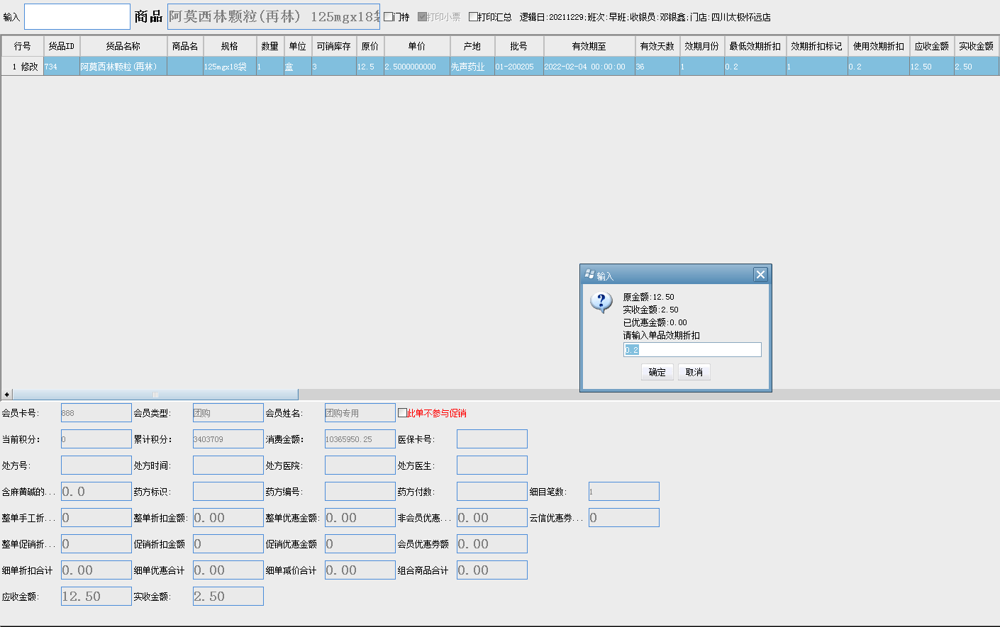 输入 商品 阿莫西林颗粒(再林) 125mgx18袋 门特 打印小票 打印汇总 逻辑日:20211229;班次:早班;收银员:邓银鑫;门店:四川太极怀远店
行号 货品ID 货品名称 商品名 规格 数量 单位 可销库存 原价 单价 产地 批号 有效期至 有效天数 效期月份 最低效期折扣 效期折扣标记 使用效期折扣 应收金额 实收金额
1 修改 734 阿莫西林颗粒(再林) 125mgx18袋 1 盒 3 12.5 2.5000000000 先声药业 01-200205 2022-02-04 00:00:00 36 1 0.2 1 0.2 12.50 2.50
输入
原金额:12.50
实收金额:2.50
已优惠金额:0.00
请输入单品效期折扣
0.2
确定 取消
会员卡号: 888 会员类型: 团购 会员姓名: 团购专用 此单不参与促销
当前积分: 0 累计积分: 3403709 消费金额: 10365950.25 医保卡号:
处方号: 处方时间: 处方医院: 处方医生:
含麻黄碱的... 0.0 药方标识: 药方编号: 药方付数: 细目笔数: 1
整单手工折... 0 整单折扣金额: 0.00 整单优惠金额: 0.00 非会员优惠... 0.00 云信优惠券... 0
整单促销折... 0 促销折扣金额 0 促销优惠金额 0 会员优惠券额 0.00
细单折扣合计 0.00 细单优惠合计 0.00 细单减价合计 0.00 组合商品合计 0.00
应收金额: 12.50 实收金额: 2.50